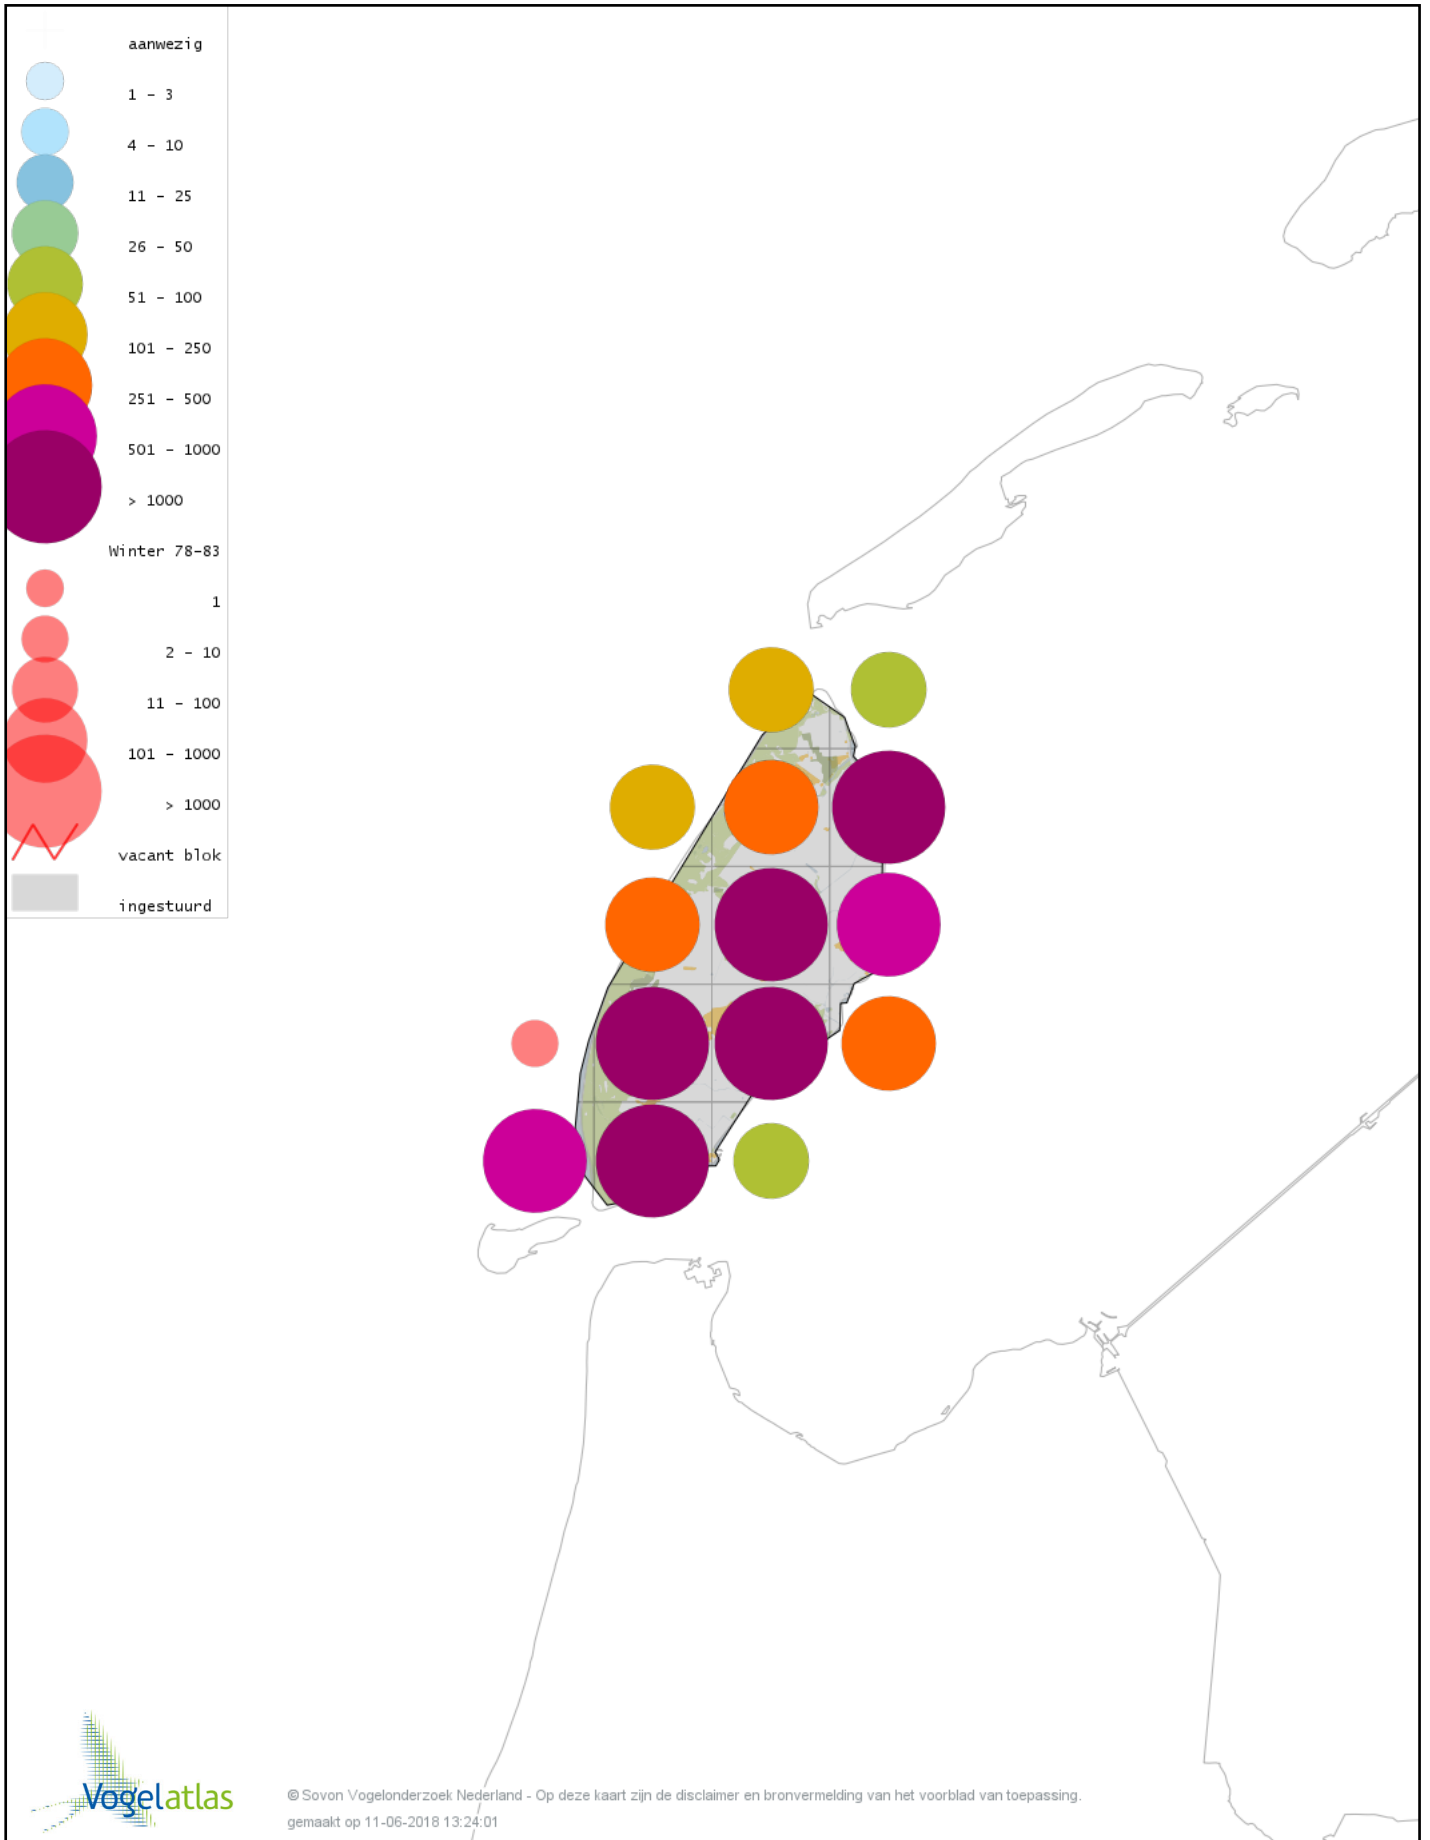 aanwezig
1 - 3
4 - 10
11 - 25
26 - 50
51 - 100
101 - 250
251 - 500
501 - 1000
> 1000
Winter 78-83
1
2 - 10
11 - 100
101 - 1000
> 1000
vacant blok
ingestuurd
Vogelatlas
© Sovon Vogelonderzoek Nederland - Op deze kaart zijn de disclaimer en bronvermelding van het voorblad van toepassing.
gemaakt op 11-06-2018 13:24:01